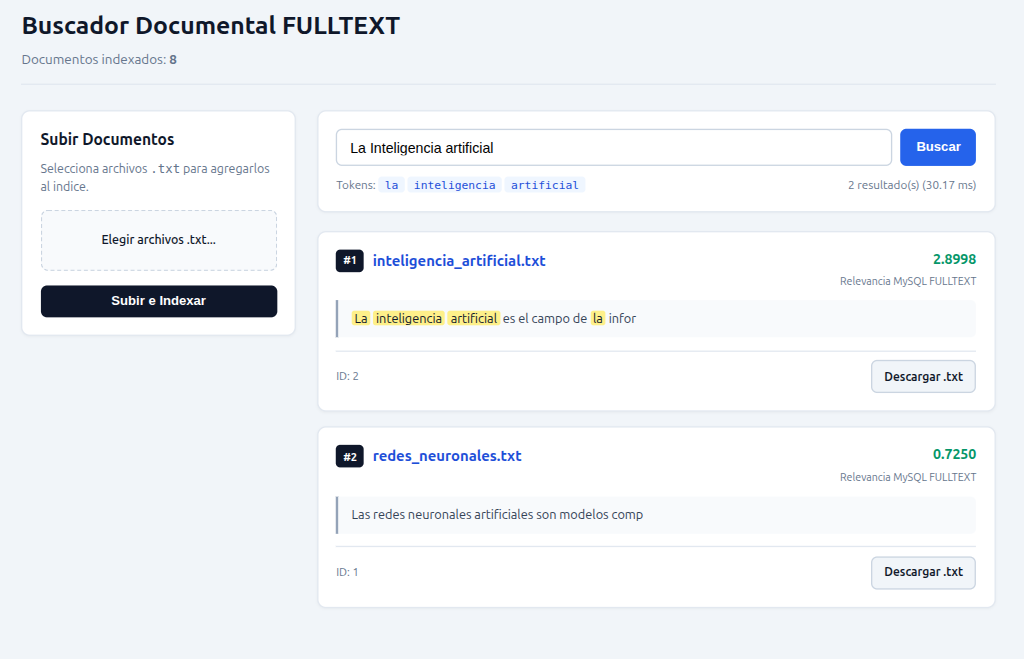 Buscador Documental FULLTEXT
Documentos indexados: 8
Subir Documentos
Selecciona archivos .txt para agregarlos
al índice.
Elegir archivos .txt...
Subir e Indexar
La Inteligencia artificial
Buscar
Tokens: la inteligencia artificial
2 resultado(s) (30.17 ms)
#1 inteligencia_artificial.txt
2.8998
Relevancia MySQL FULLTEXT
La inteligencia artificial es el campo de la infor
ID: 2
Descargar .txt
#2 redes_neuronales.txt
0.7250
Relevancia MySQL FULLTEXT
Las redes neuronales artificiales son modelos comp
ID: 1
Descargar .txt